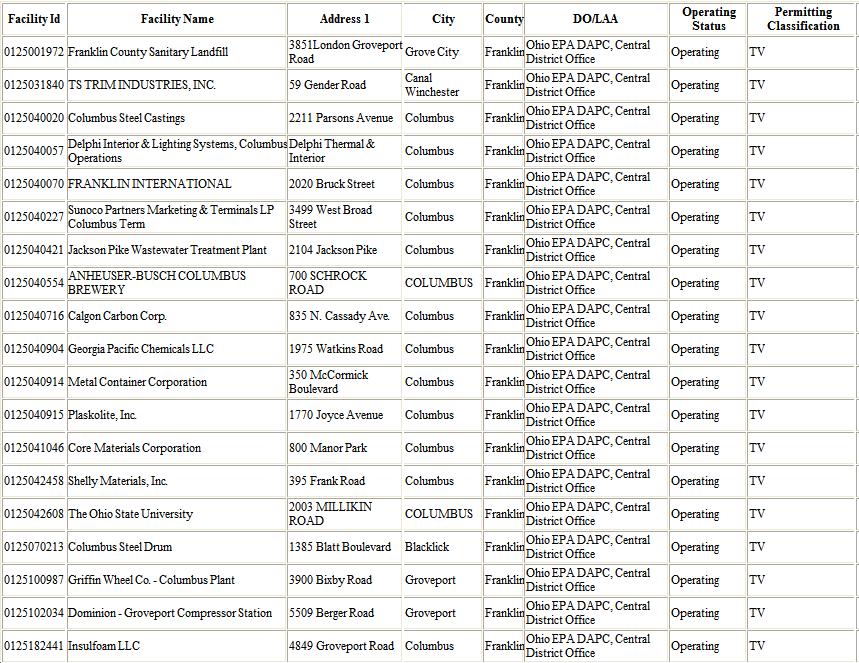 Facility Id Facility Name Address 1 City County DO/LAA Operating Status Permitting Classification
0125001972 Franklin County Sanitary Landfill 3851London Groveport Road Grove City Franklin Ohio EPA DAPC, Central District Office Operating TV
0125031840 TS TRIM INDUSTRIES, INC. 59 Gender Road Canal Winchester Franklin Ohio EPA DAPC, Central District Office Operating TV
0125040020 Columbus Steel Castings 2211 Parsons Avenue Columbus Franklin Ohio EPA DAPC, Central District Office Operating TV
0125040057 Delphi Interior & Lighting Systems, Columbus Operations Delphi Thermal & Interior Columbus Franklin Ohio EPA DAPC, Central District Office Operating TV
0125040070 FRANKLIN INTERNATIONAL 2020 Bruck Street Columbus Franklin Ohio EPA DAPC, Central District Office Operating TV
0125040227 Sunoco Partners Marketing & Terminals LP Columbus Term 3499 West Broad Street Columbus Franklin Ohio EPA DAPC, Central District Office Operating TV
0125040421 Jackson Pike Wastewater Treatment Plant 2104 Jackson Pike Columbus Franklin Ohio EPA DAPC, Central District Office Operating TV
0125040554 ANHEUSER-BUSCH COLUMBUS BREWERY 700 SCHROCK ROAD COLUMBUS Franklin Ohio EPA DAPC, Central District Office Operating TV
0125040716 Calgon Carbon Corp. 835 N. Cassady Ave. Columbus Franklin Ohio EPA DAPC, Central District Office Operating TV
0125040904 Georgia Pacific Chemicals LLC 1975 Watkins Road Columbus Franklin Ohio EPA DAPC, Central District Office Operating TV
0125040914 Metal Container Corporation 350 McCormick Boulevard Columbus Franklin Ohio EPA DAPC, Central District Office Operating TV
0125040915 Plaskolite, Inc. 1770 Joyce Avenue Columbus Franklin Ohio EPA DAPC, Central District Office Operating TV
0125041046 Core Materials Corporation 800 Manor Park Columbus Franklin Ohio EPA DAPC, Central District Office Operating TV
0125042458 Shelly Materials, Inc. 395 Frank Road Columbus Franklin Ohio EPA DAPC, Central District Office Operating TV
0125042608 The Ohio State University 2003 MILLIKIN ROAD COLUMBUS Franklin Ohio EPA DAPC, Central District Office Operating TV
0125070213 Columbus Steel Drum 1385 Blatt Boulevard Blacklick Franklin Ohio EPA DAPC, Central District Office Operating TV
0125100987 Griffin Wheel Co. - Columbus Plant 3900 Bixby Road Groveport Franklin Ohio EPA DAPC, Central District Office Operating TV
0125102034 Dominion - Groveport Compressor Station 5509 Berger Road Groveport Franklin Ohio EPA DAPC, Central District Office Operating TV
0125182441 Insulfoam LLC 4849 Groveport Road Columbus Franklin Ohio EPA DAPC, Central District Office Operating TV